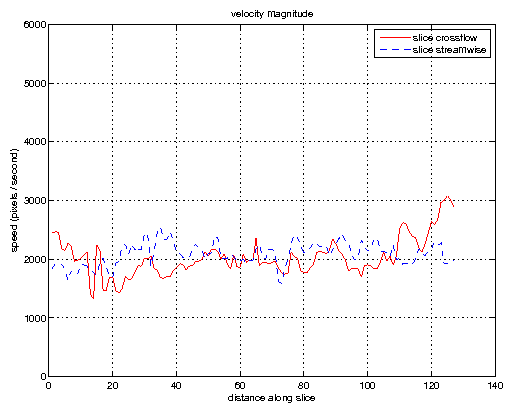 velocity Magnitude
slice crossflow
slice streamwise
speed (pixels / second)
6000
5000
4000
3000
2000
1000
0
0 20 40 60 80 100 120 140
distance along slice